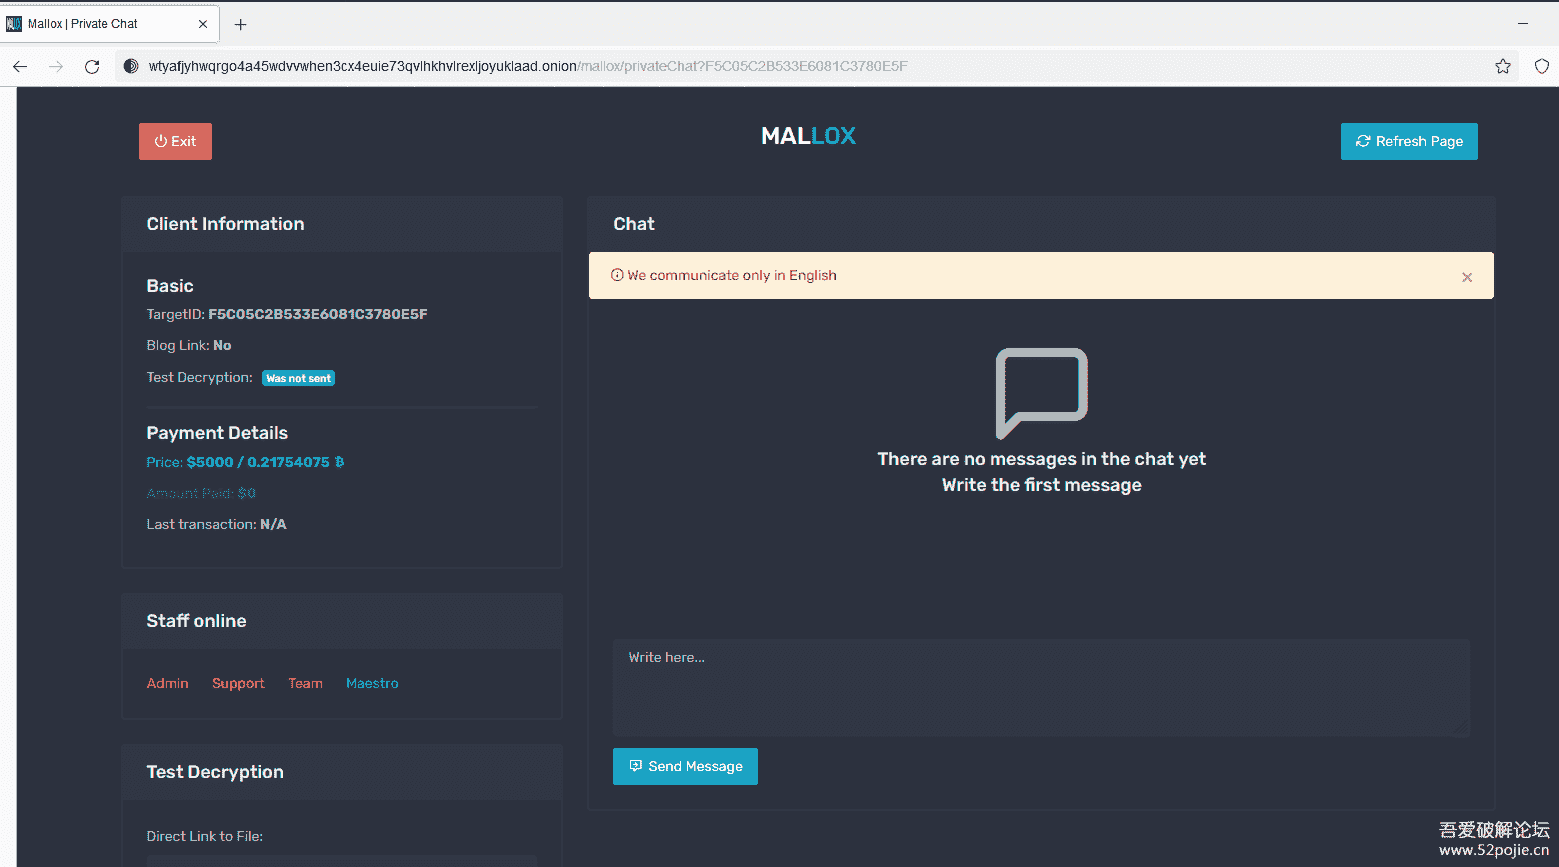 Mallox | Private Chat
wtyafjyhwqrgo4a45wdvvwhen3cx4euie73qvlhkhvlrexljoyuklaad.onion/mallox/privateChat?F5C05C2B533E6081C3780E5F
Exit
MALLOX
Refresh Page
Client Information
Basic
TargetID: F5C05C2B533E6081C3780E5F
Blog Link: No
Test Decryption: Was not sent
Payment Details
Price: $5000 / 0.21754075 ₿
Amount Paid: $0
Last transaction: N/A
Staff online
Admin Support Team Maestro
Test Decryption
Direct Link to File:
Chat
We communicate only in English
There are no messages in the chat yet
Write the first message
Write here...
Send Message
吾爱破解论坛
www.52pojie.cn